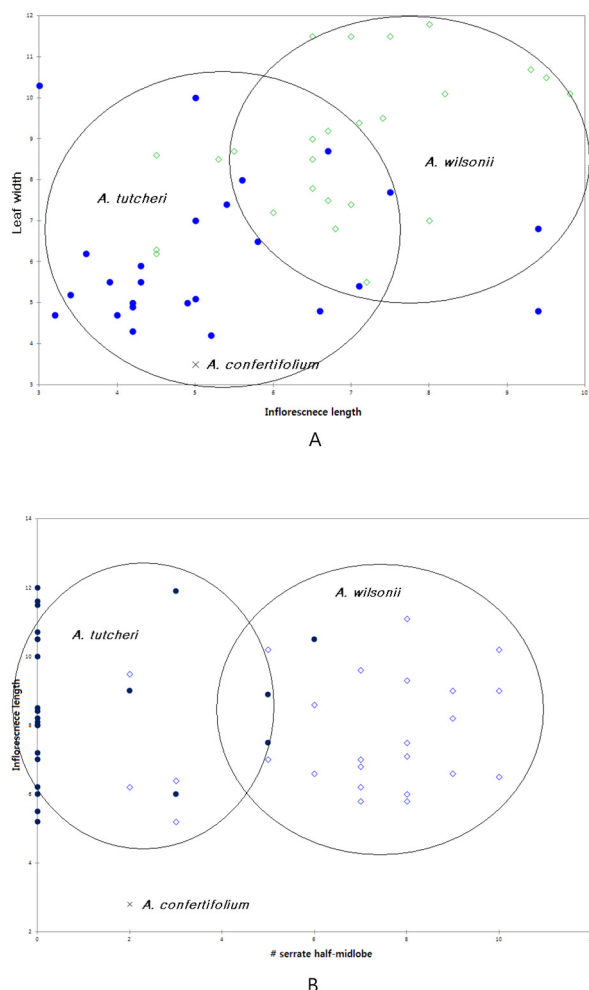 12
11
10
9
8
7
6
5
4
3
Leaf width
A. tutcheri
A. wilsonii
A. confertifolium
3 4 5 6 7 8 9 10
Inflorescnece length
A
14
12
10
8
6
4
2
Inflorescnece length
A. tutcheri
A. wilsonii
A. confertifolium
0 2 4 6 8 10
# serrate half-midlobe
B